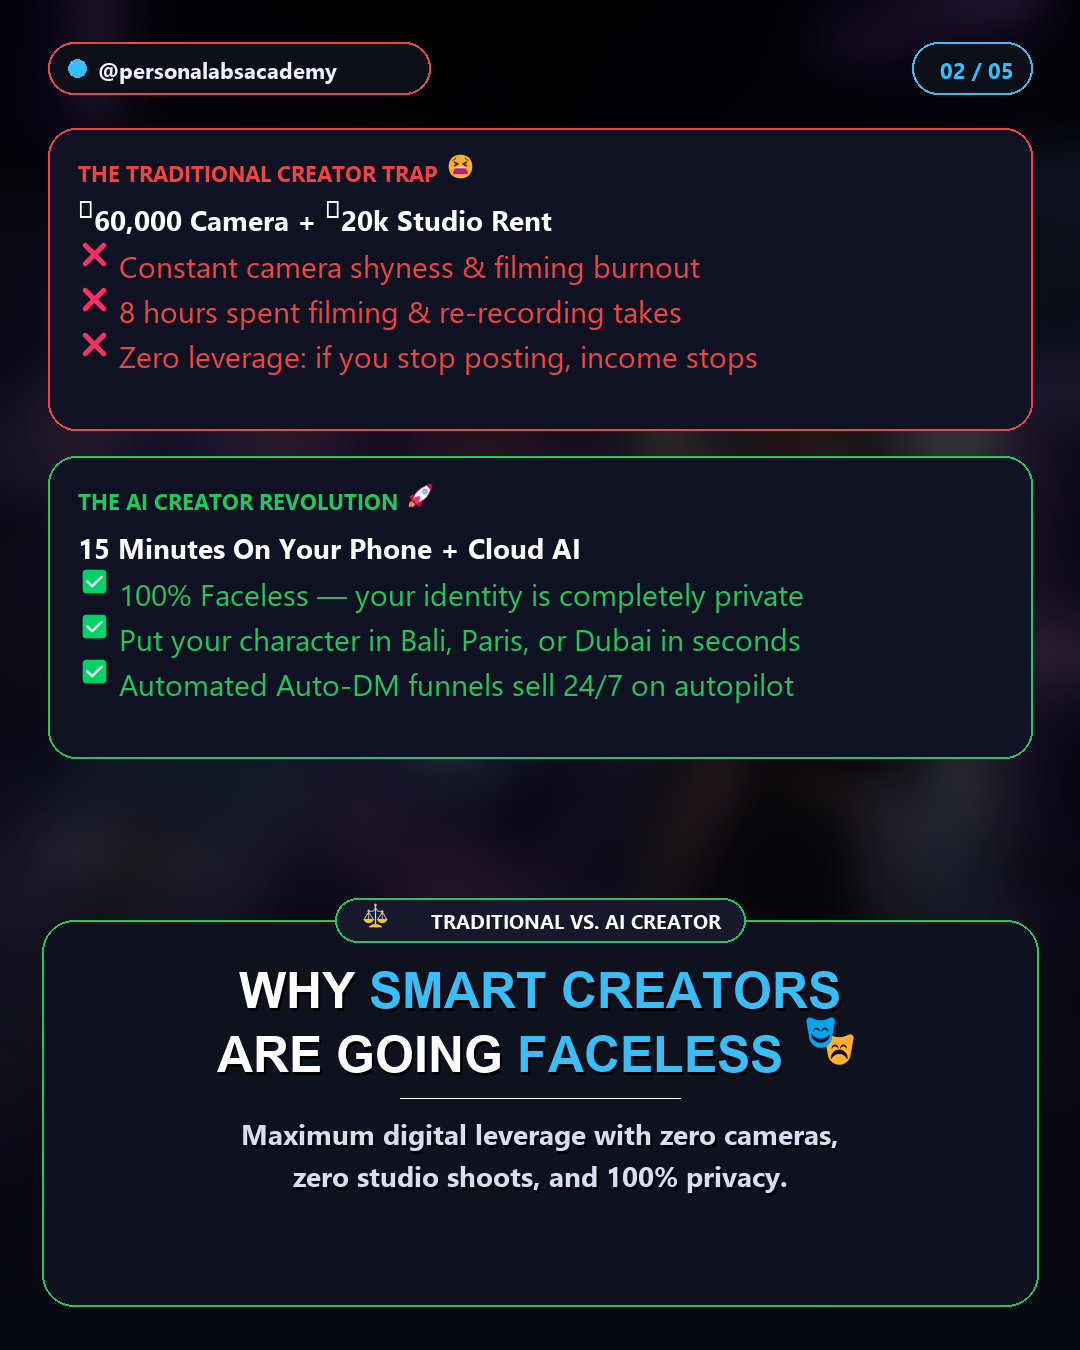 @personalabsacademy
02 / 05
THE TRADITIONAL CREATOR TRAP 😫
▯60,000 Camera + ▯20k Studio Rent
❌ Constant camera shyness & filming burnout
❌ 8 hours spent filming & re-recording takes
❌ Zero leverage: if you stop posting, income stops
THE AI CREATOR REVOLUTION 🚀
15 Minutes On Your Phone + Cloud AI
✅ 100% Faceless — your identity is completely private
✅ Put your character in Bali, Paris, or Dubai in seconds
✅ Automated Auto-DM funnels sell 24/7 on autopilot
⚖️ TRADITIONAL VS. AI CREATOR
WHY SMART CREATORS
ARE GOING FACELESS 🎭
Maximum digital leverage with zero cameras,
zero studio shoots, and 100% privacy.